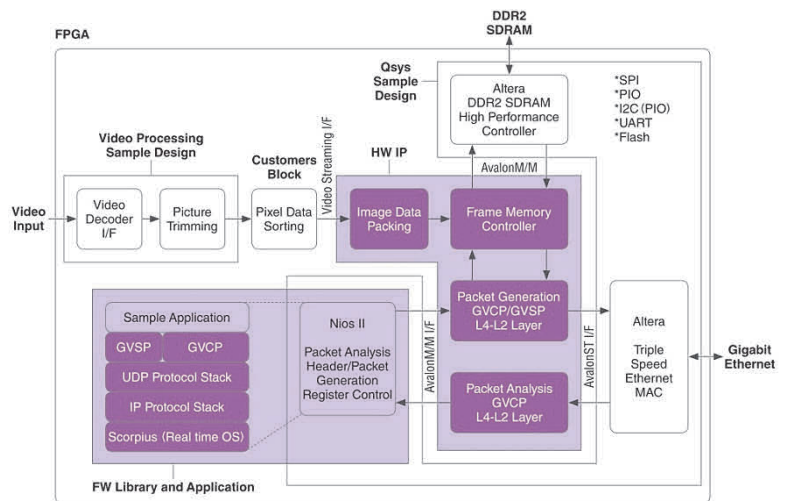 DDR2
SDRAM
FPGA
Qsys
Sample
Design
Altera
DDR2 SDRAM
High Performance
Controller
*SPI
*PIO
*I2C (PIO)
*UART
*Flash
Video Processing
Sample Design
Customers
Block
Video Streaming I/F
HW IP
AvalonM/M
Video
Input
Video
Decoder
I/F
Picture
Trimming
Pixel Data
Sorting
Image Data
Packing
Frame Memory
Controller
Sample Application
GVSP
GVCP
UDP Protocol Stack
IP Protocol Stack
Scorpius (Real time OS)
Nios II
Packet Analysis
Header/Packet
Generation
Register Control
AvalonM/M I/F
Packet Generation
GVCP/GVSP
L4-L2 Layer
Packet Analysis
GVCP
L4-L2 Layer
AvalonST I/F
Altera
Triple
Speed
Ethernet
MAC
Gigabit
Ethernet
FW Library and Application